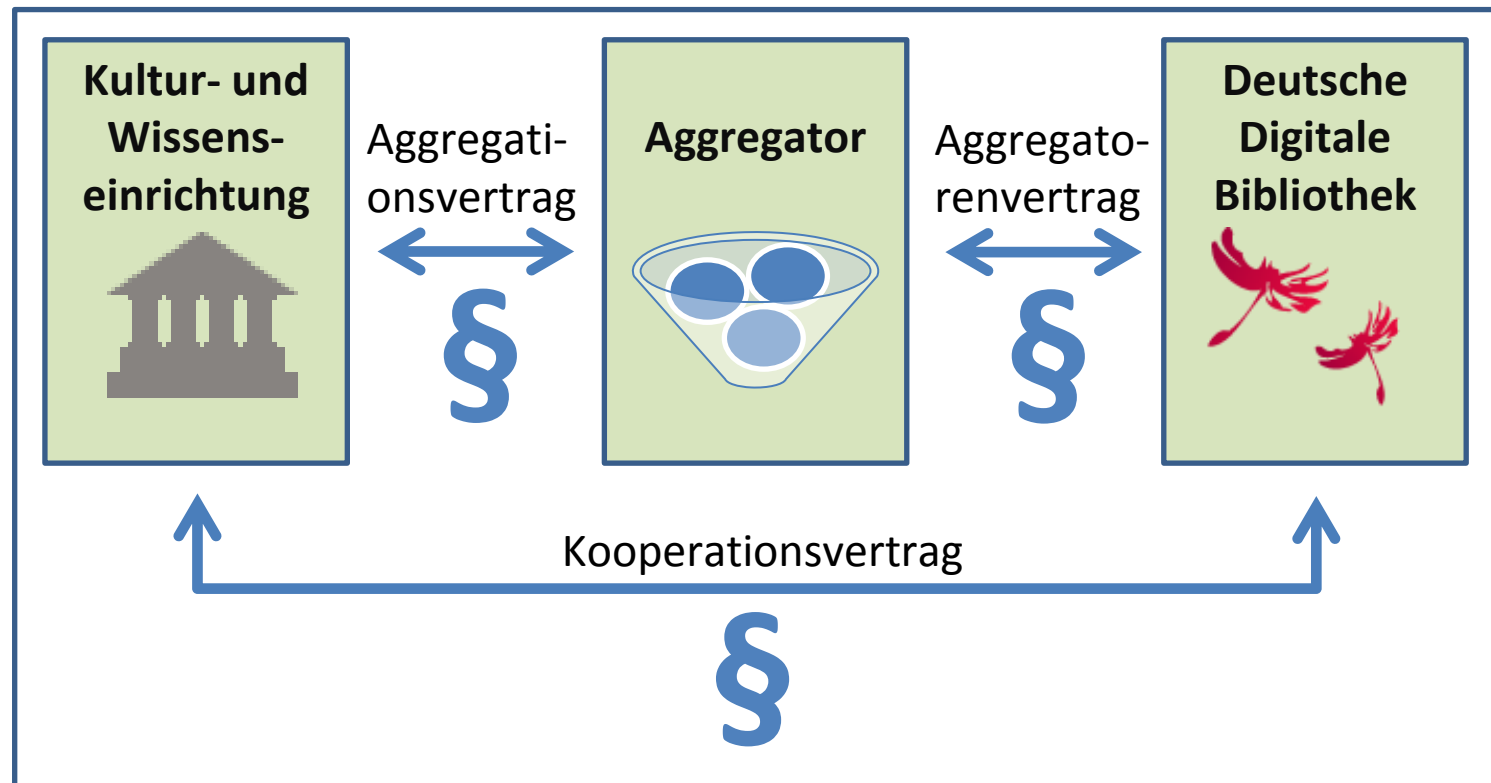 Kultur- und
Wissens-
einrichtung
Aggregati-
onsvertrag
§
Aggregator
Aggregato-
renvertrag
§
Deutsche
Digitale
Bibliothek
Kooperationsvertrag
§